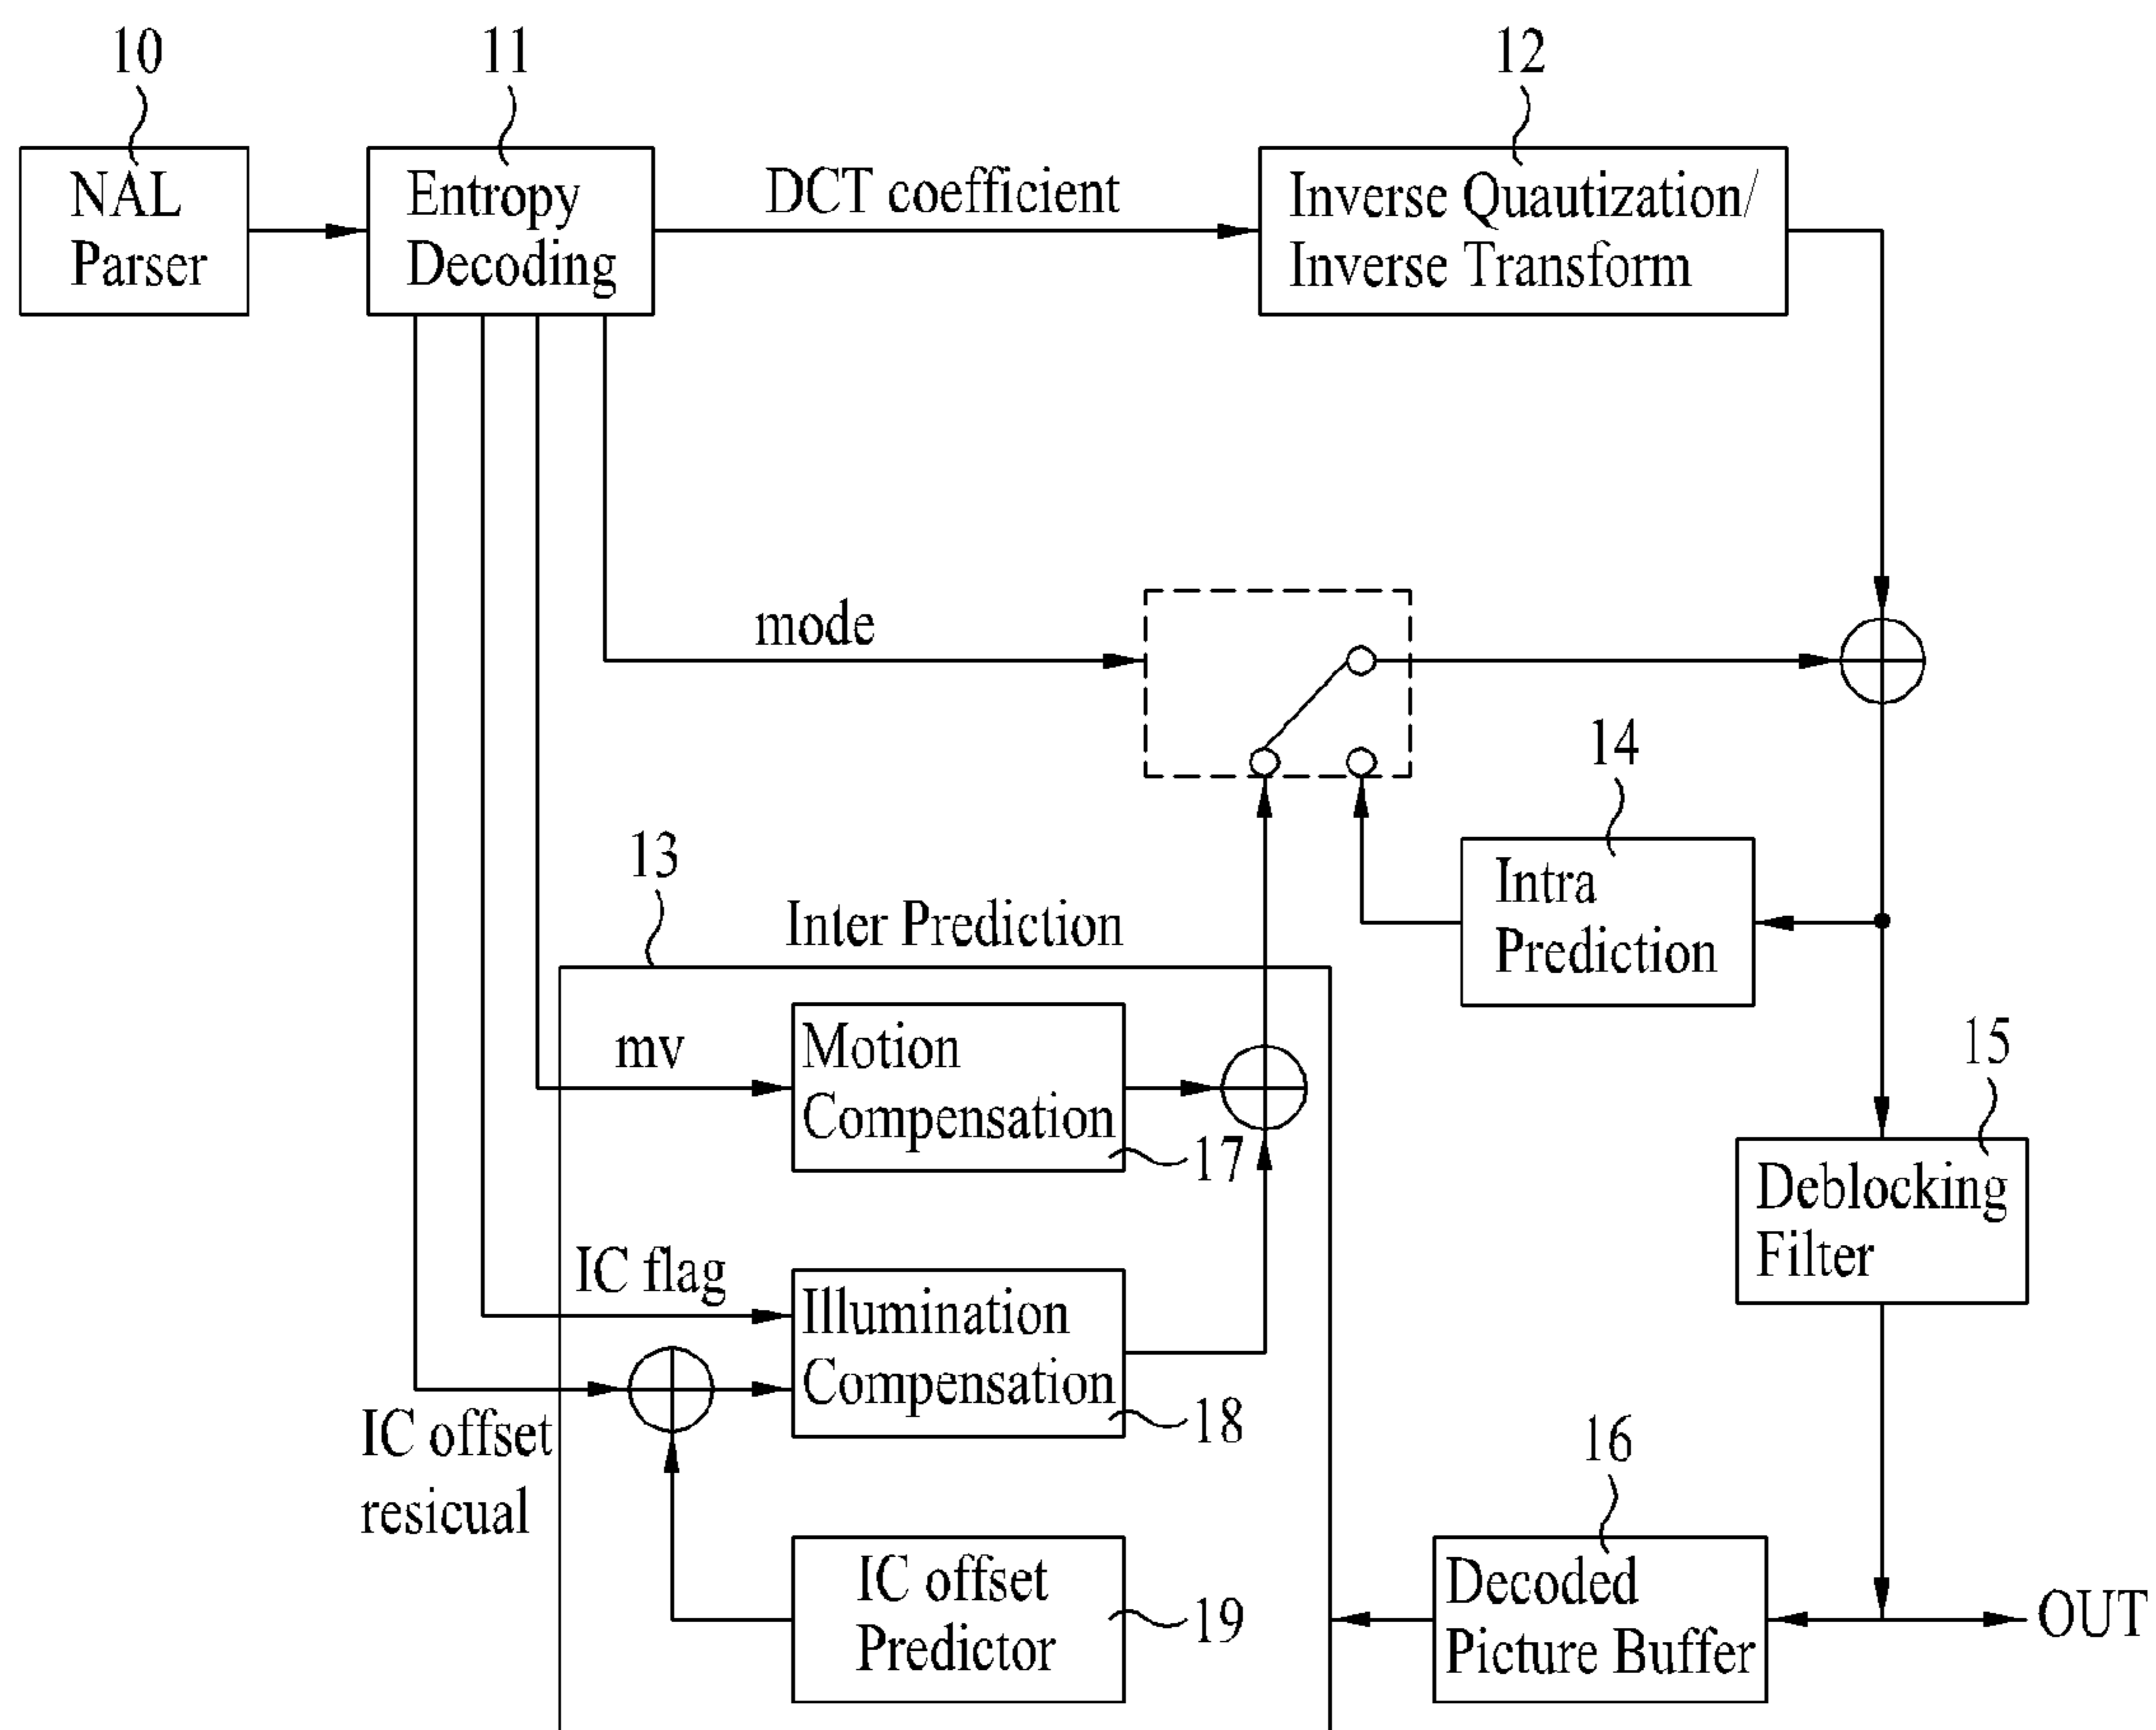 10
11
12
NAL
Parser
Entropy
Decoding
DCT coefficient
Inverse Quautization/
Inverse Transform
mode
14
Intra
Prediction
13
Inter Prediction
mv
Motion
Compensation
17
15
Deblocking
Filter
IC flag
Illumination
Compensation
18
IC offset
resicual
16
IC offset
Predictor
19
Decoded
Picture Buffer
OUT